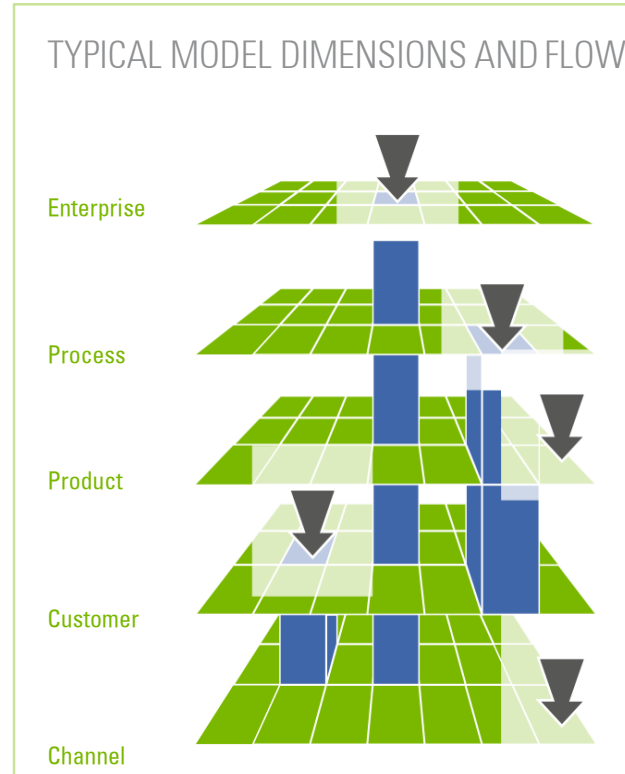 TYPICAL MODEL DIMENSIONS AND FLOW
Enterprise
Process
Product
Customer
Channel